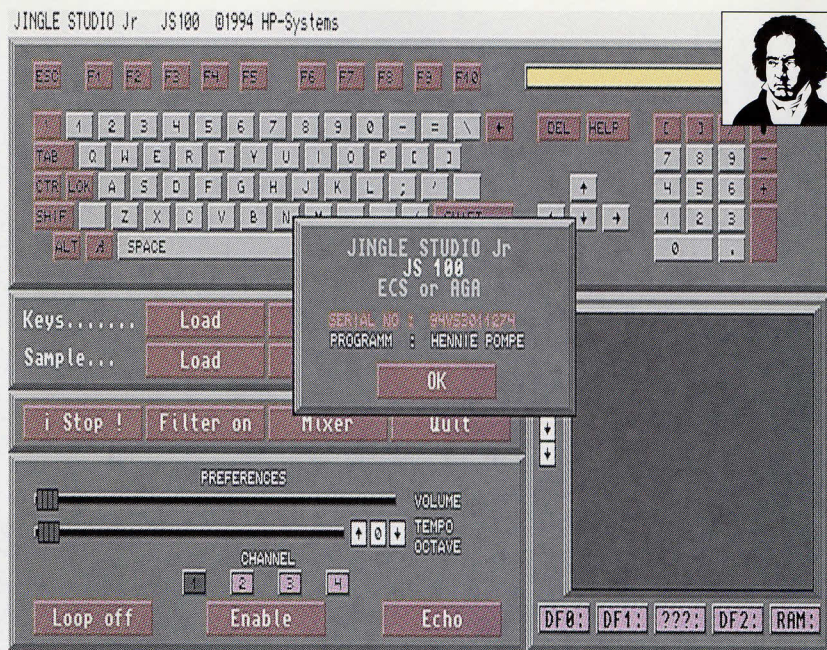 JINGLE STUDIO Jr JS100 @1994 HP-Systems
ESC F1 F2 F3 F4 F5 F6 F7 F8 F9 F10
1 2 3 4 5 6 7 8 9 0 - = \ ← DEL HELP [ ] /
TAB Q W E R T Y U I O P [ ] 7 8 9 -
CTR LOK A S D F G H J K L ; ' ↑ 4 5 6 +
SHIF Z X C V B N ↓ → 1 2 3
ALT A SPACE 0 .
JINGLE STUDIO Jr
JS 100
ECS or AGA
SERIAL NO : 94VS3011274
PROGRAMM : HENNIE POMPE
OK
Keys....... Load
Sample... Load
¡ Stop ! Filter on Mixer Quit
↓
↓
PREFERENCES
VOLUME
↑ 0 ↓ TEMPO
OCTAVE
CHANNEL
1 2 3 4
Loop off Enable Echo
DF0: DF1: ???: DF2: RAM: